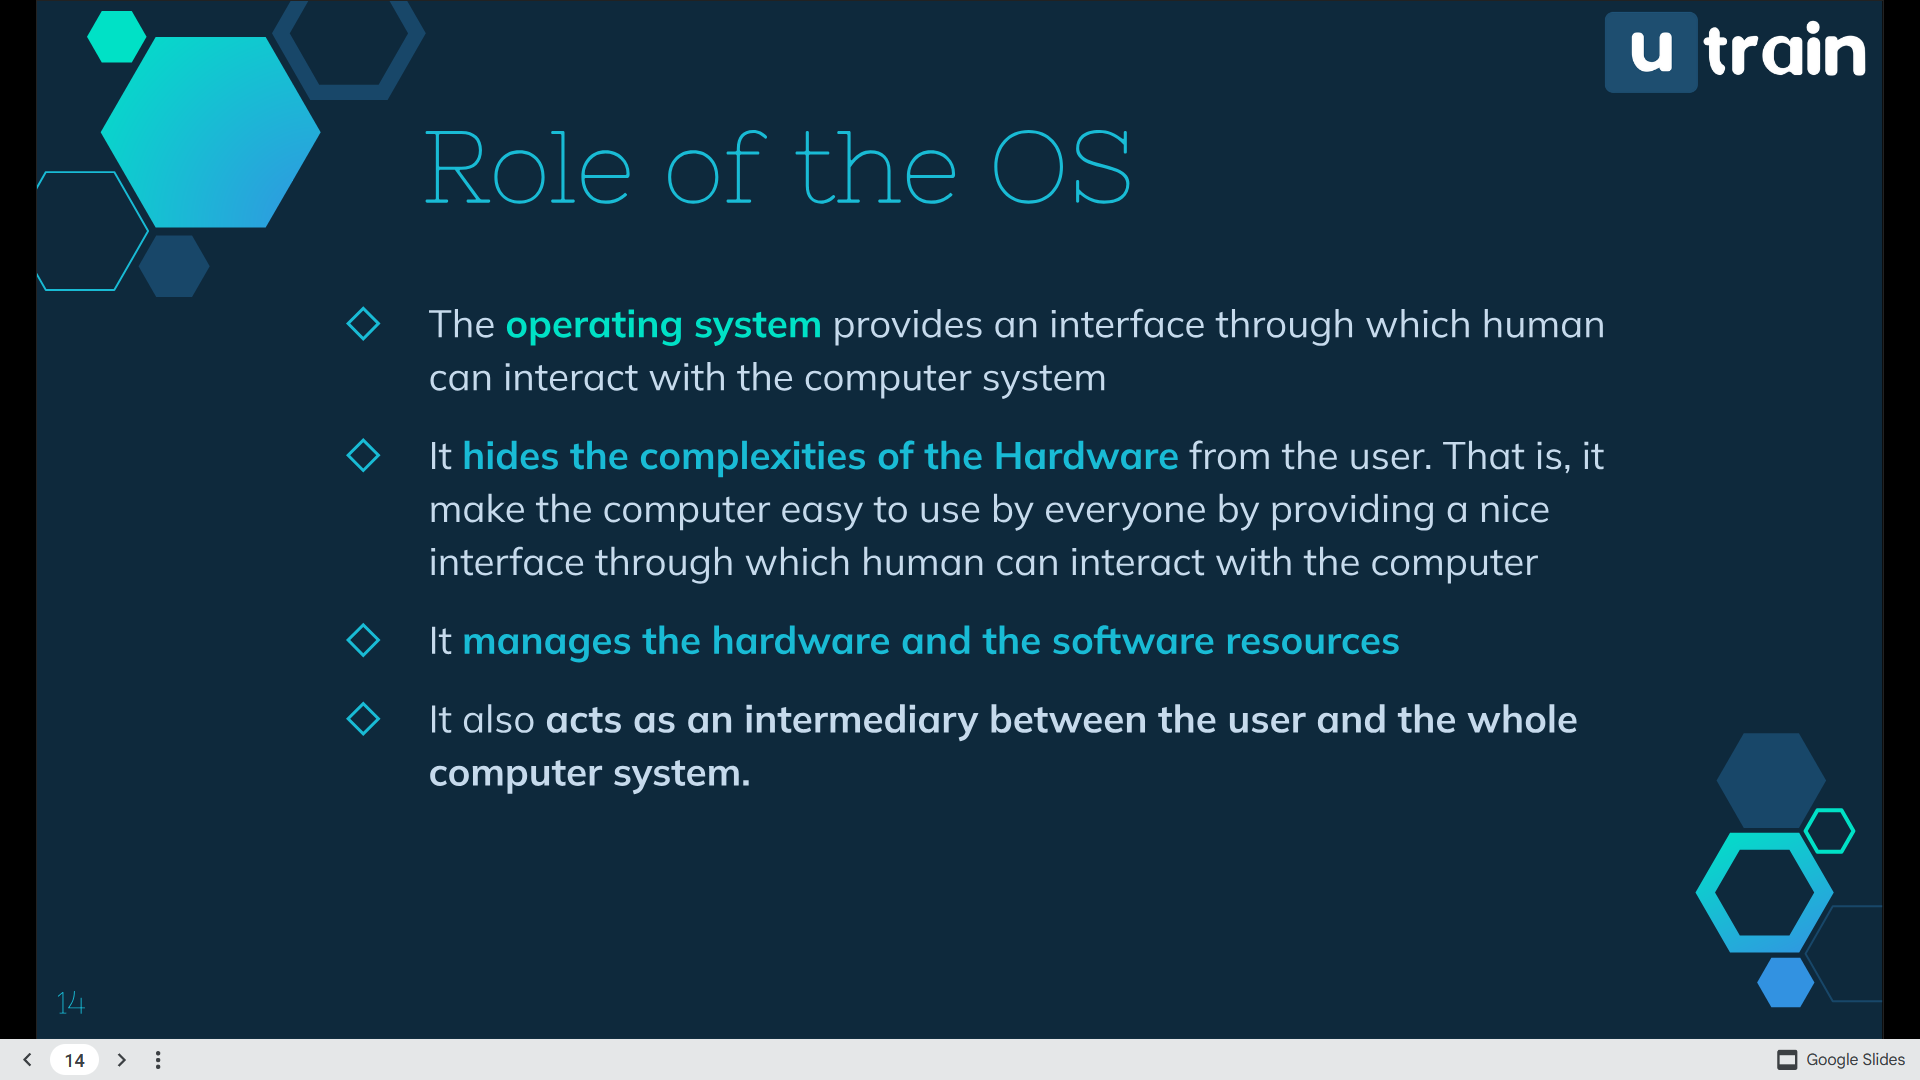 u train
Role of the OS
The operating system provides an interface through which human
can interact with the computer system
It hides the complexities of the Hardware from the user. That is, it
make the computer easy to use by everyone by providing a nice
interface through which human can interact with the computer
It manages the hardware and the software resources
It also acts as an intermediary between the user and the whole
computer system.
14
14
Google Slides